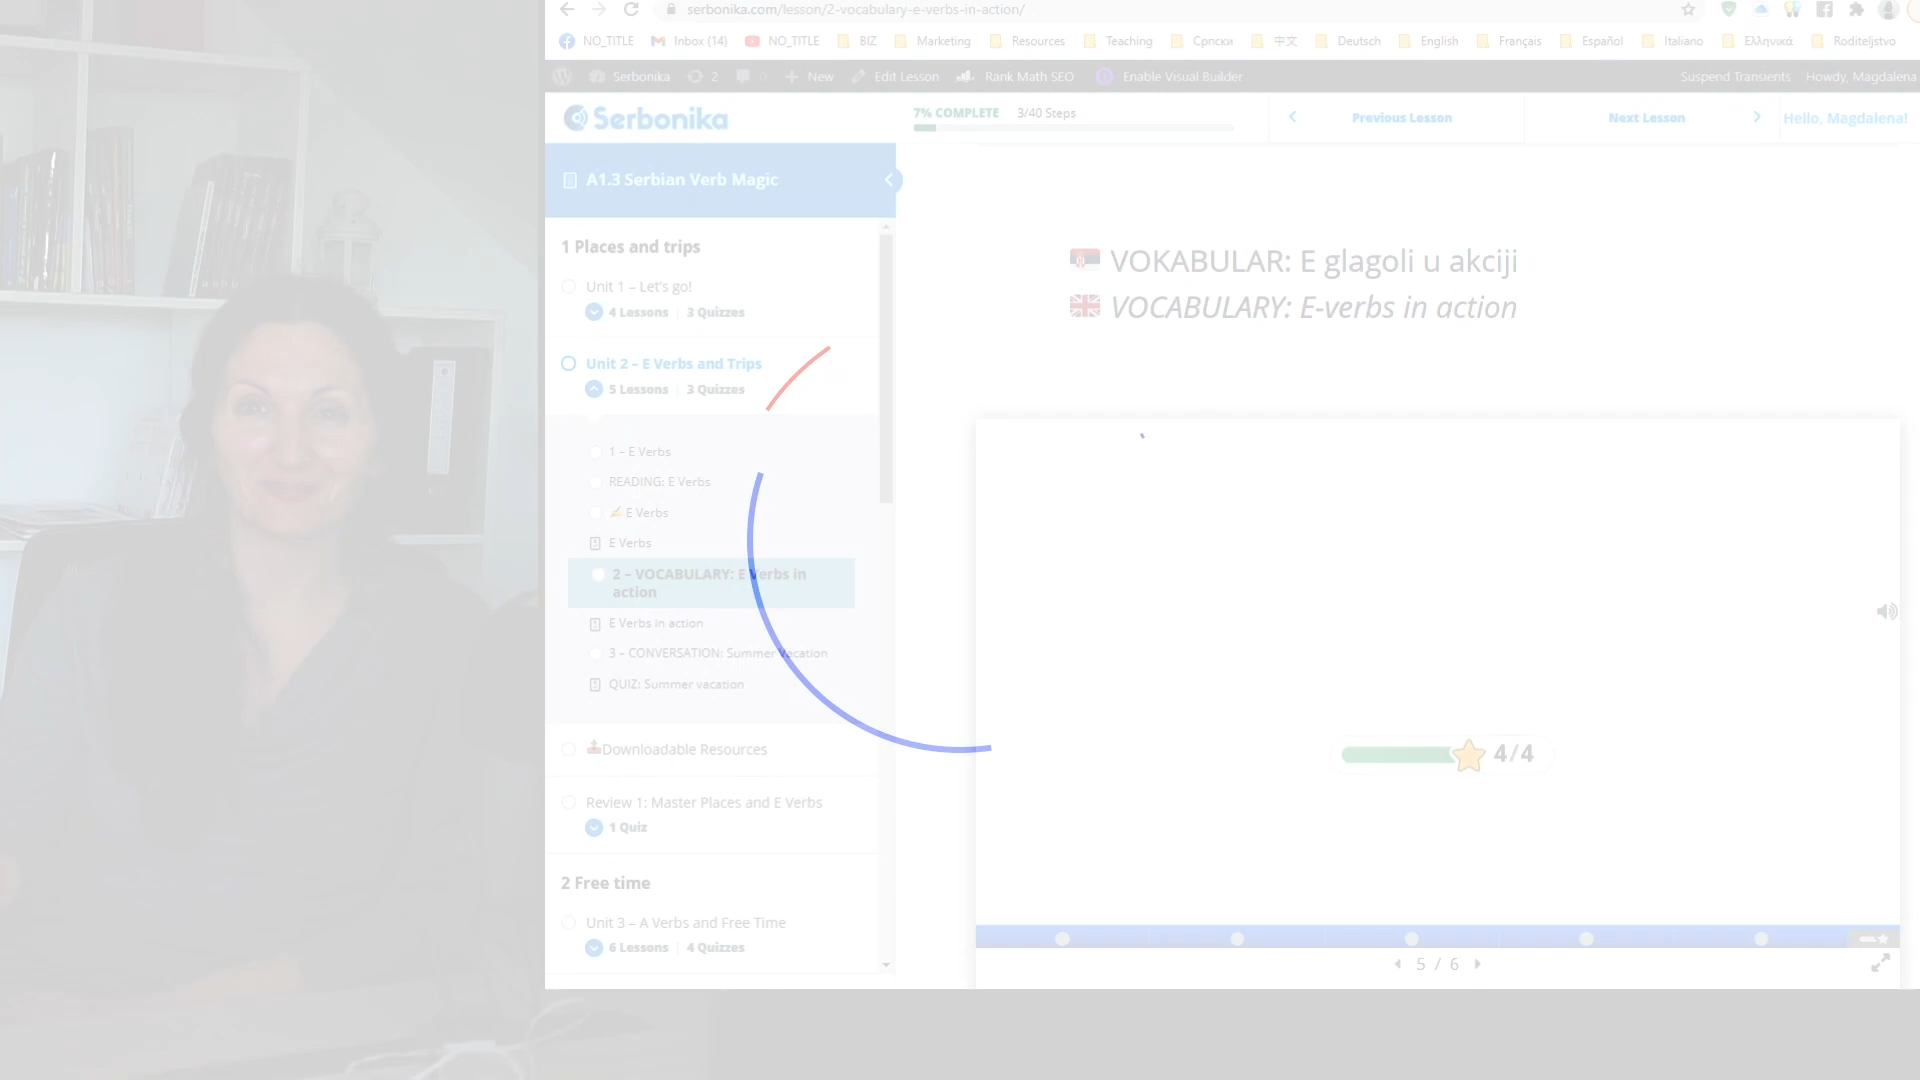 serbonika.com/lesson/2-vocabulary-e-verbs-in-action/
NO_TITLE
Inbox (14)
NO_TITLE
BIZ
Marketing
Resources
Teaching
Српски
中文
Deutsch
English
Français
Español
Italiano
Ελληνικά
Roditeljstvo
Serbonika
2
0
New
Edit Lesson
Rank Math SEO
Enable Visual Builder
Suspend Transients
Howdy, Magdalena
Serbonika
7% COMPLETE
3/40 Steps
Previous Lesson
Next Lesson
Hello, Magdalena!
A1.3 Serbian Verb Magic
1 Places and trips
Unit 1 – Let's go!
4 Lessons | 3 Quizzes
Unit 2 – E Verbs and Trips
5 Lessons | 3 Quizzes
1 – E Verbs
READING: E Verbs
✍ E Verbs
E Verbs
2 – VOCABULARY: E Verbs in
action
E Verbs in action
3 – CONVERSATION: Summer Vacation
QUIZ: Summer vacation
Downloadable Resources
Review 1: Master Places and E Verbs
1 Quiz
2 Free time
Unit 3 – A Verbs and Free Time
6 Lessons | 4 Quizzes
VOKABULAR: E glagoli u akciji
VOCABULARY: E-verbs in action
4/4
5 / 6